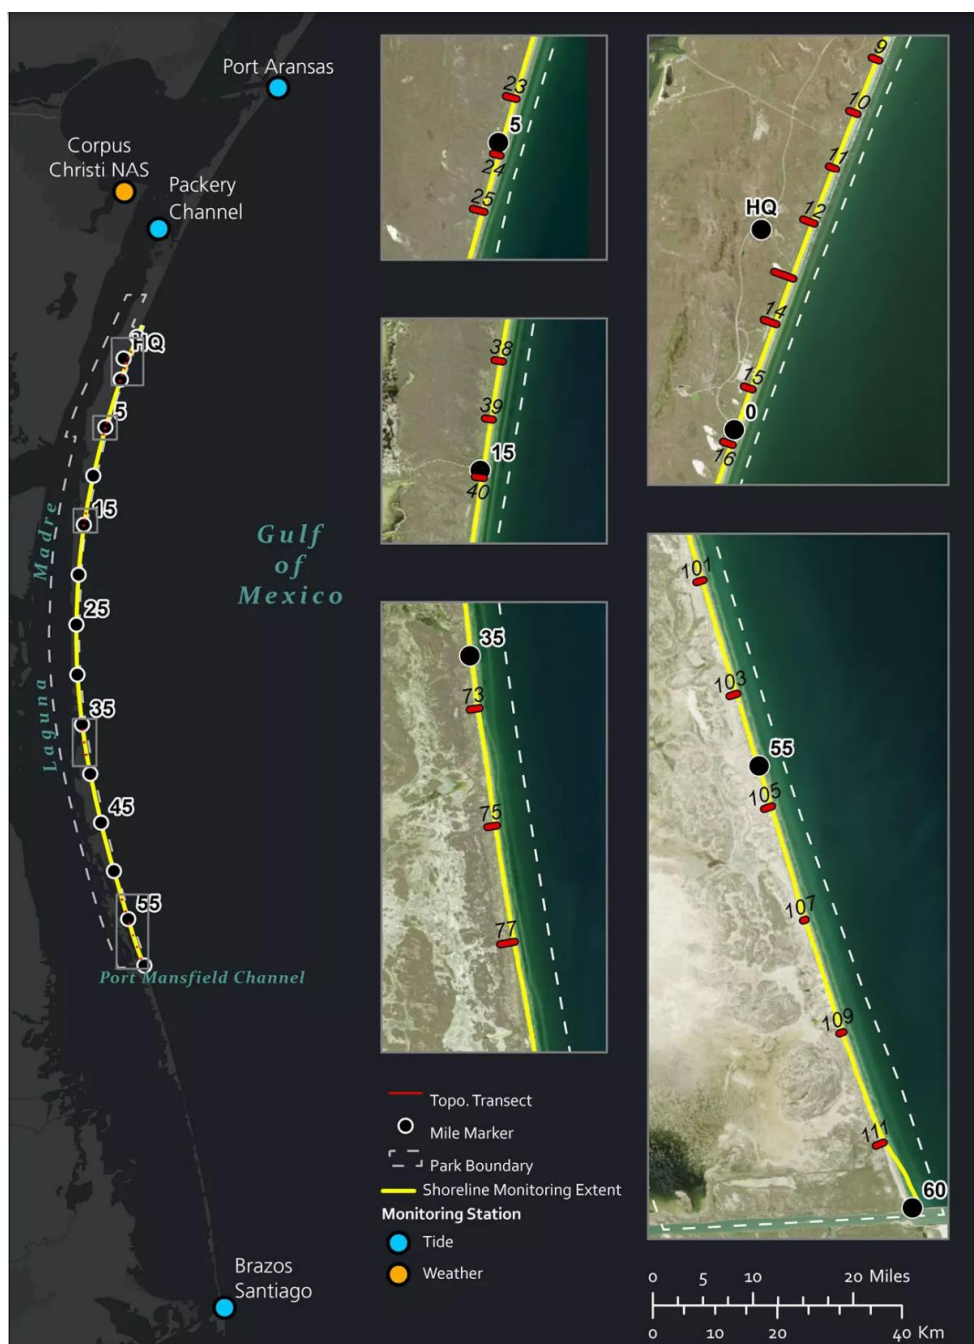 Port Aransas
Corpus
Christi NAS
Packery
Channel
HQ
5
15
25
35
45
55
Madre
Laguna
Gulf
of
Mexico
Port Mansfield Channel
Brazos
Santiago
23
5
24
25
38
39
15
40
35
73
75
77
9
10
11
12
HQ
14
15
0
16
101
103
55
105
107
109
111
60
Topo. Transect
Mile Marker
Park Boundary
Shoreline Monitoring Extent
Monitoring Station
Tide
Weather
0 5 10 20 Miles
0 10 20 40 Km